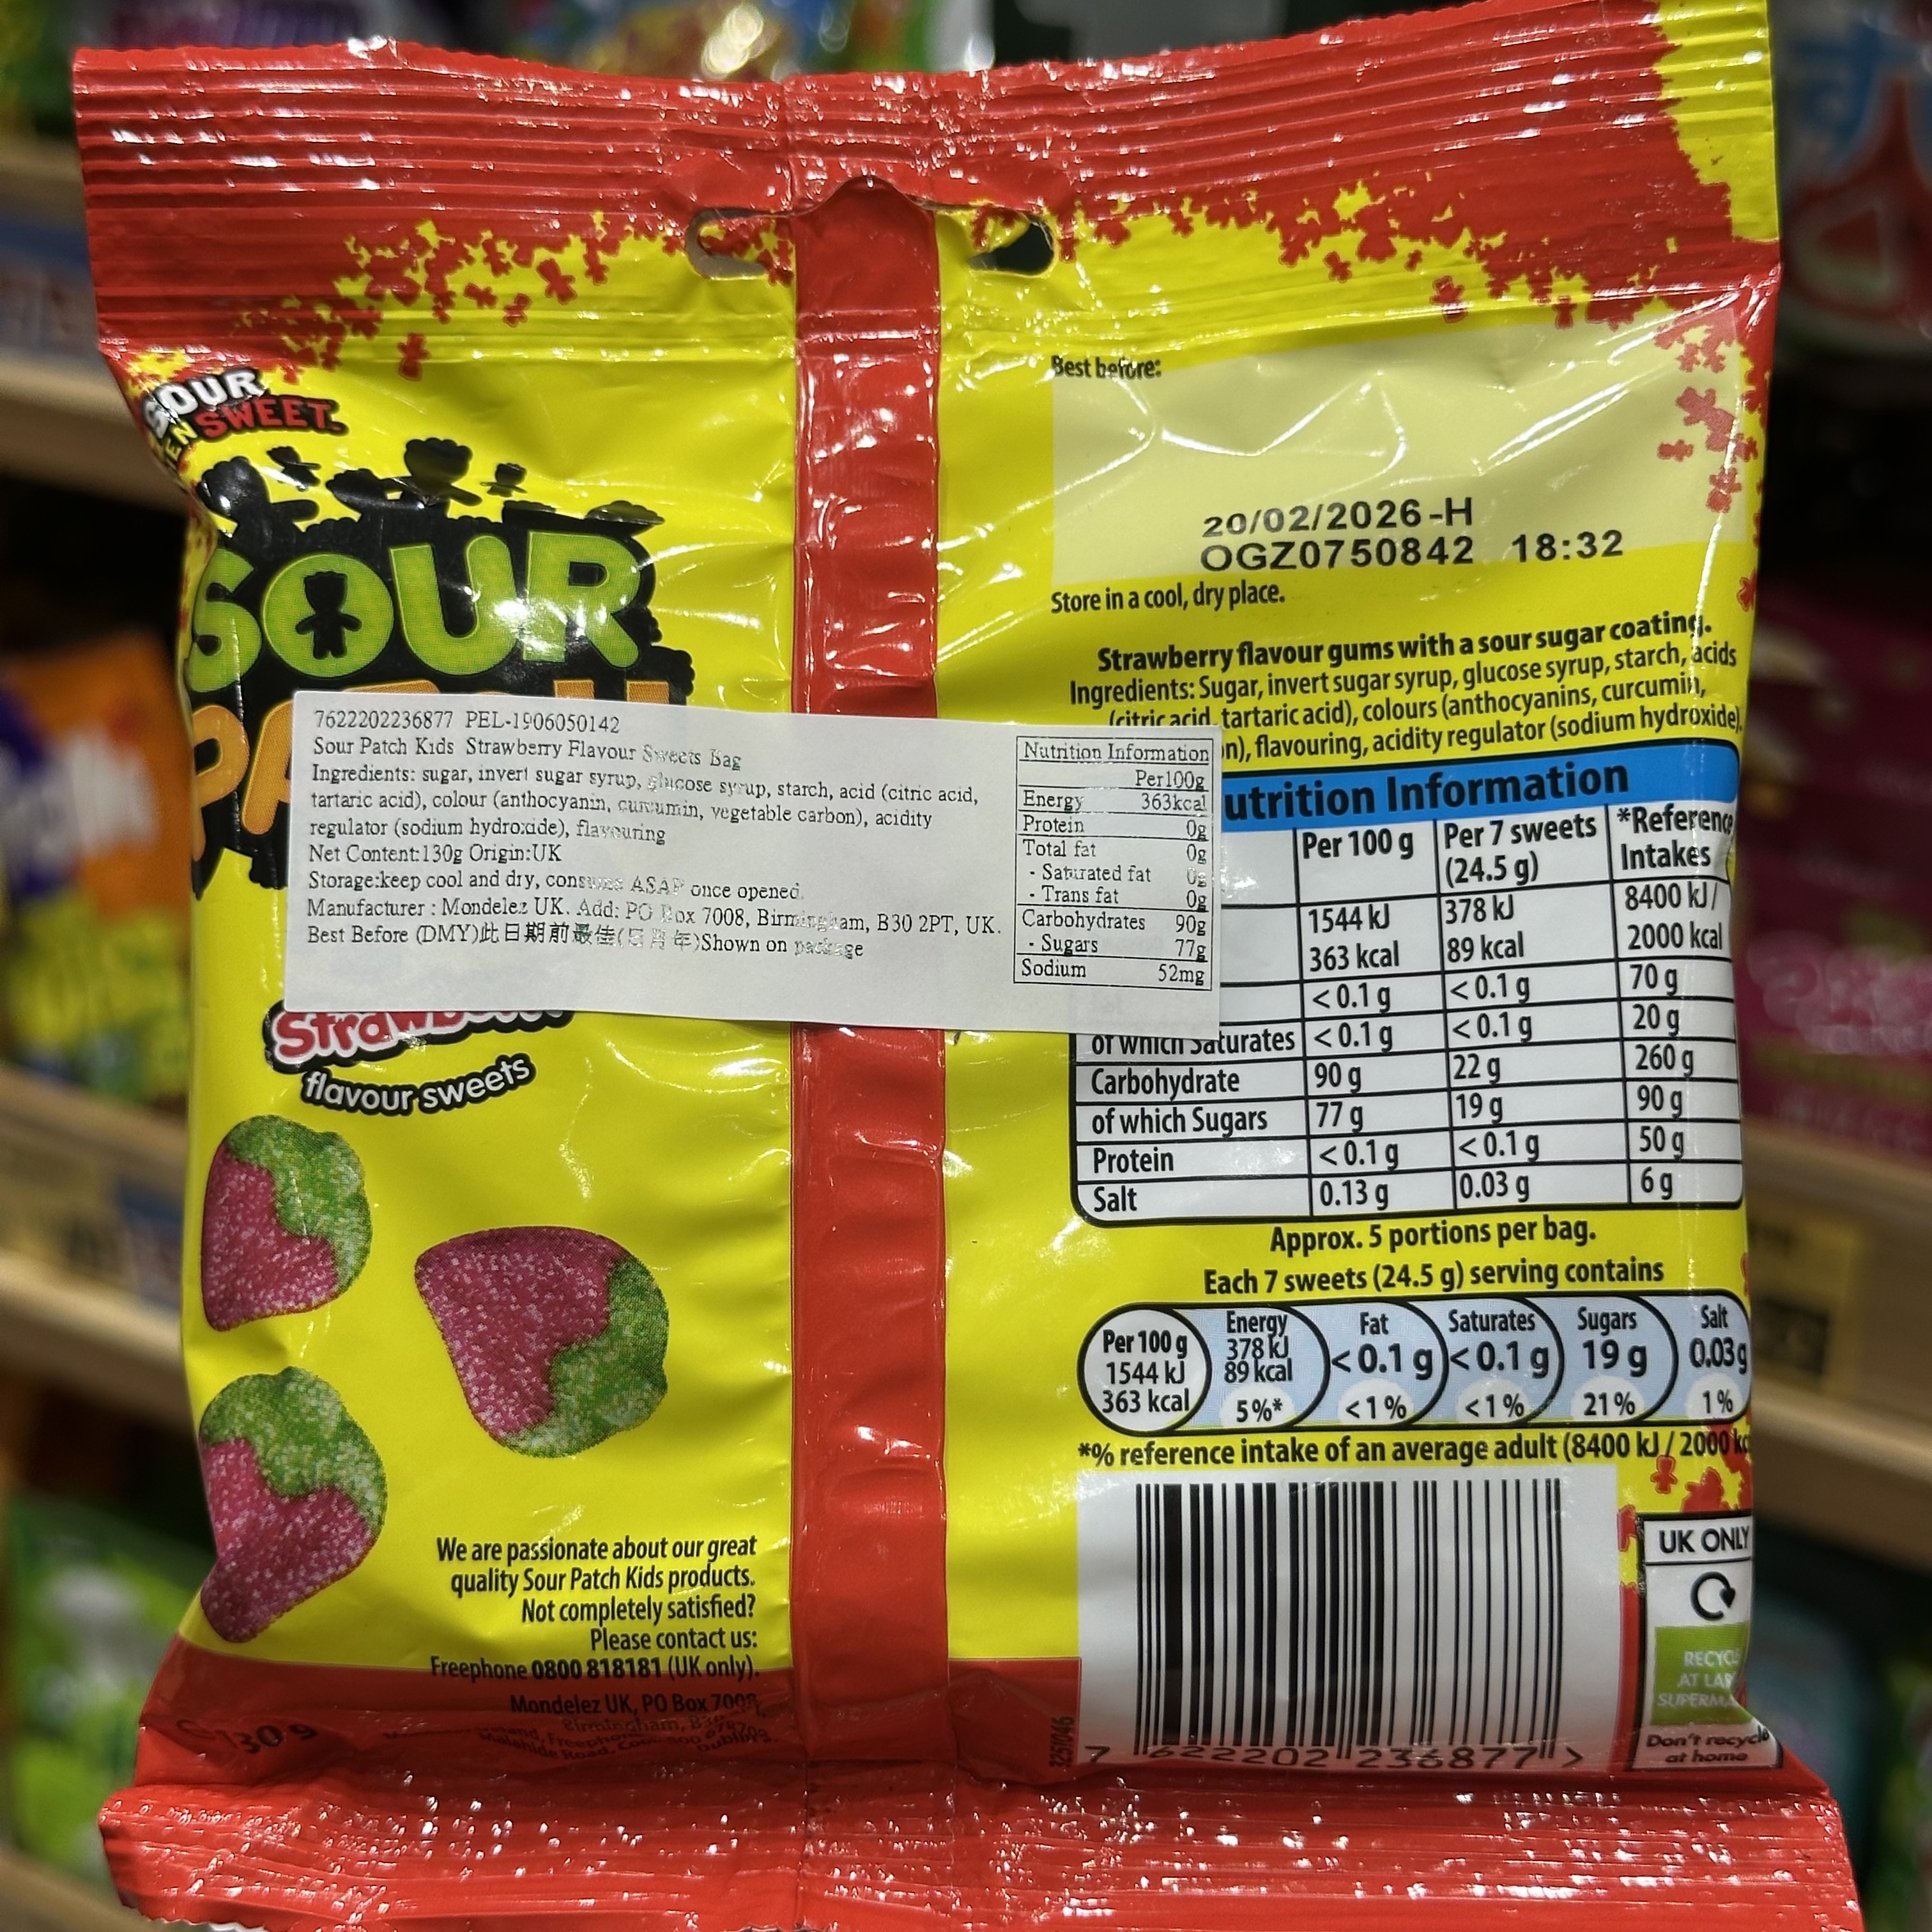 SOUR
SWEET.
SOUR
7622202236877 PEL-1906050142
Sour Patch Kids Strawberry Flavour Sweets Bag
Ingredients: sugar, invert sugar syrup, glucose syrup, starch, acid (citric acid,
tartaric acid), colour (anthocyanin, curcumin, vegetable carbon), acidity
regulator (sodium hydroxide), flavouring
Net Content:130g Origin:UK
Storage:keep cool and dry, consume ASAP once opened.
Manufacturer : Mondelez UK. Add: PO Box 7008, Birmingham, B30 2PT, UK.
Best Before (DMY)此日期前最佳(日月年)Shown on package
Nutrition Information
Per100g
Energy 363kcal
Protein 0g
Total fat 0g
- Saturated fat 0g
- Trans fat 0g
Carbohydrates 90g
- Sugars 77g
Sodium 52mg
flavour sweets
We are passionate about our great
quality Sour Patch Kids products.
Not completely satisfied?
Please contact us:
Freephone 0800 818181 (UK only).
Mondelez UK, PO Box 7008,
Birmingham,
Malahide Road,
130 g
Best before:
20/02/2026-H
OGZ0750842 18:32
Store in a cool, dry place.
Strawberry flavour gums with a sour sugar coating.
Ingredients: Sugar, invert sugar syrup, glucose syrup, starch, acids
(citric acid, tartaric acid), colours (anthocyanins, curcumin,
flavouring, acidity regulator (sodium hydroxide).
Information
Per 100 g Per 7 sweets *Reference
(24.5 g) Intakes
1544 kJ 378 kJ 8400 kJ /
363 kcal 89 kcal 2000 kcal
<0.1 g <0.1 g 70 g
of which Saturates <0.1 g <0.1 g 20 g
Carbohydrate 90 g 22 g 260 g
of which Sugars 77 g 19 g 90 g
Protein <0.1 g <0.1 g 50 g
Salt 0.13 g 0.03 g 6 g
Approx. 5 portions per bag.
Each 7 sweets (24.5 g) serving contains
Per 100 g Energy Fat Saturates Sugars Salt
1544 kJ 378 kJ <0.1 g <0.1 g 19 g 0.03g
363 kcal 89 kcal
5%* <1% <1% 21% 1%
*% reference intake of an average adult (8400 kJ / 2000
7 622202 236877 >
UK ONLY
RECYCLE
AT
Don't recycle
at home